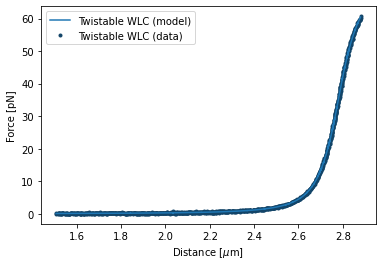 Twistable WLC (model)
Twistable WLC (data)
Force [pN]
60
50
40
30
20
10
0
1.6 1.8 2.0 2.2 2.4 2.6 2.8
Distance [μm]